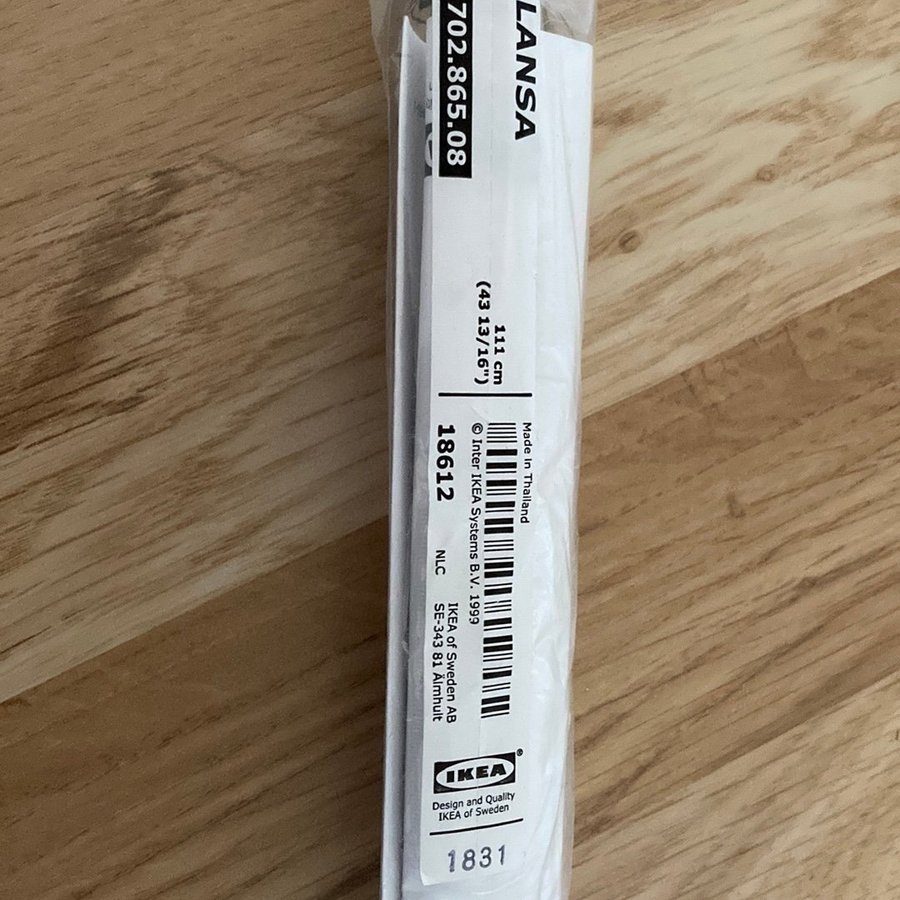 LANSA
702.865.08
111 cm
(43 13/16")
Made in Thailand
© Inter IKEA Systems B.V. 1999
18612
NLC
IKEA of Sweden AB
SE-343 81 Älmhult
IKEA®
Design and Quality
IKEA of Sweden
1831